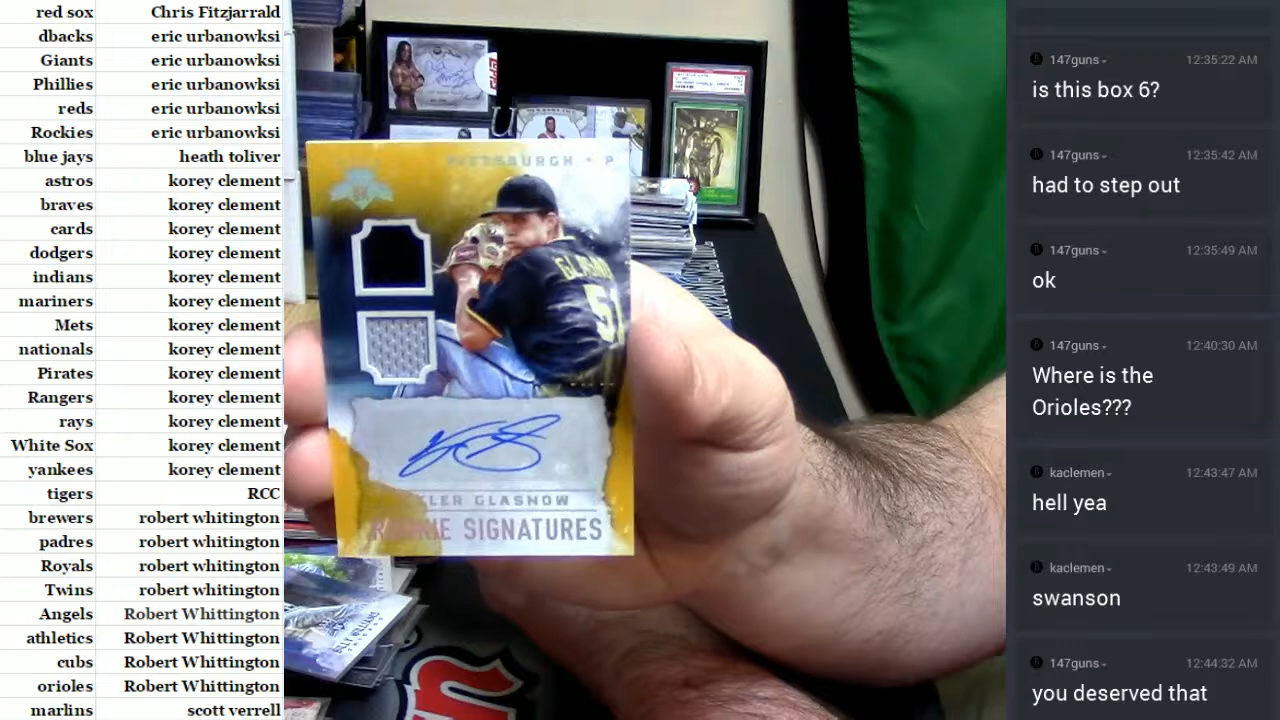 red sox Chris Fitzjarrald
dbacks eric urbanowksi
Giants eric urbanowksi
Phillies eric urbanowksi
reds eric urbanowksi
Rockies eric urbanowksi
blue jays heath toliver
astros korey clement
braves korey clement
cards korey clement
dodgers korey clement
indians korey clement
mariners korey clement
Mets korey clement
nationals korey clement
Pirates korey clement
Rangers korey clement
rays korey clement
White Sox korey clement
yankees korey clement
tigers RCC
brewers robert whitington
padres robert whitington
Royals robert whitington
Twins robert whitington
Angels Robert Whittington
athletics Robert Whittington
cubs Robert Whittington
orioles Robert Whittington
marlins scott verrell
PITTSBURGH • P
GLASN
51
YLER GLASNOW
ROOKIE SIGNATURES
147guns 12:35:22 AM
is this box 6?
147guns 12:35:42 AM
had to step out
147guns 12:35:49 AM
ok
147guns 12:40:30 AM
Where is the
Orioles???
kaclemen 12:43:47 AM
hell yea
kaclemen 12:43:49 AM
swanson
147guns 12:44:32 AM
you deserved that